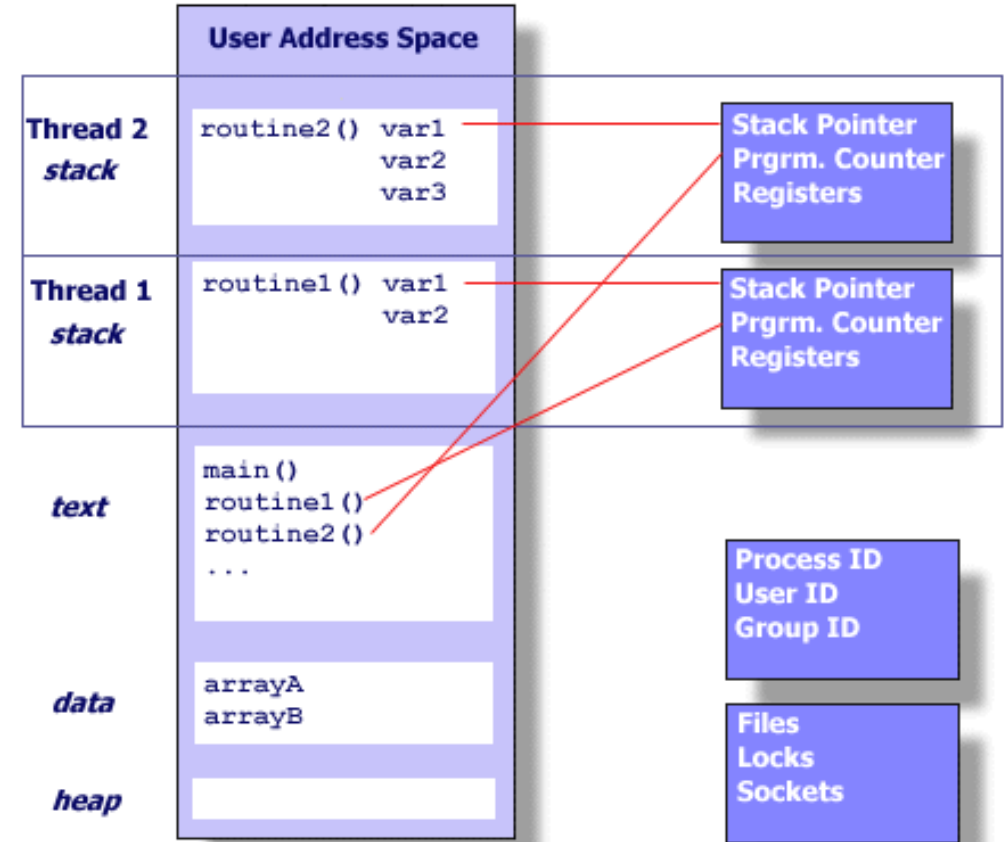 User Address Space
Thread 2
stack
routine2() var1
var2
var3
Stack Pointer
Prgrm. Counter
Registers
Thread 1
stack
routine1() var1
var2
Stack Pointer
Prgrm. Counter
Registers
text
main()
routine1()
routine2()
...
Process ID
User ID
Group ID
data
arrayA
arrayB
Files
Locks
Sockets
heap